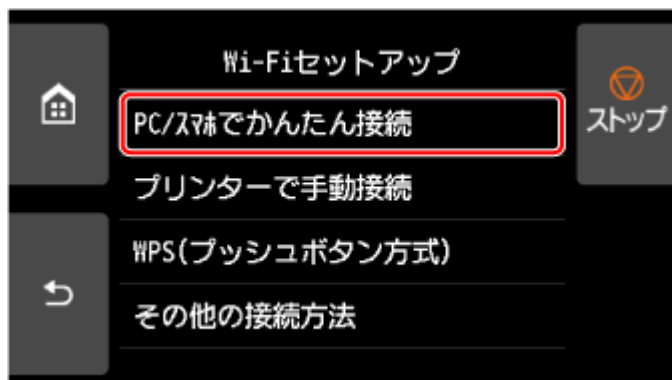 Wi-Fiセットアップ
PC/ｽﾏﾎでかんたん接続
ストップ
プリンターで手動接続
WPS(プッシュボタン方式)
その他の接続方法